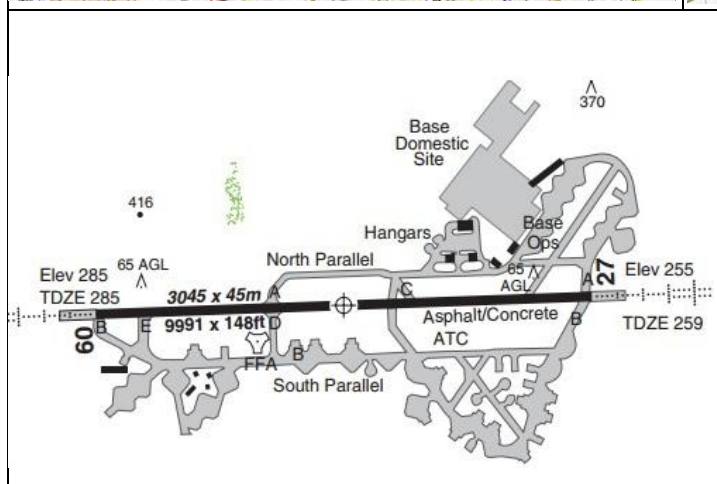 370
Base
Domestic
Site
416
Hangars
Base
Ops
65 AGL
North Parallel
65
AGL
Elev 285
TDZE 285
3045 x 45m
A
C
A
27
Elev 255
TDZE 259
09
B
E
9991 x 148ft
D
Asphalt/Concrete
B
ATC
FFA
B
South Parallel